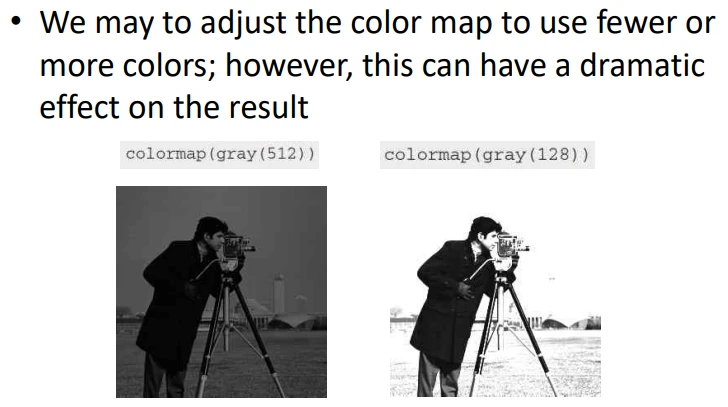 • We may to adjust the color map to use fewer or
more colors; however, this can have a dramatic
effect on the result
colormap(gray(512))
colormap(gray(128))